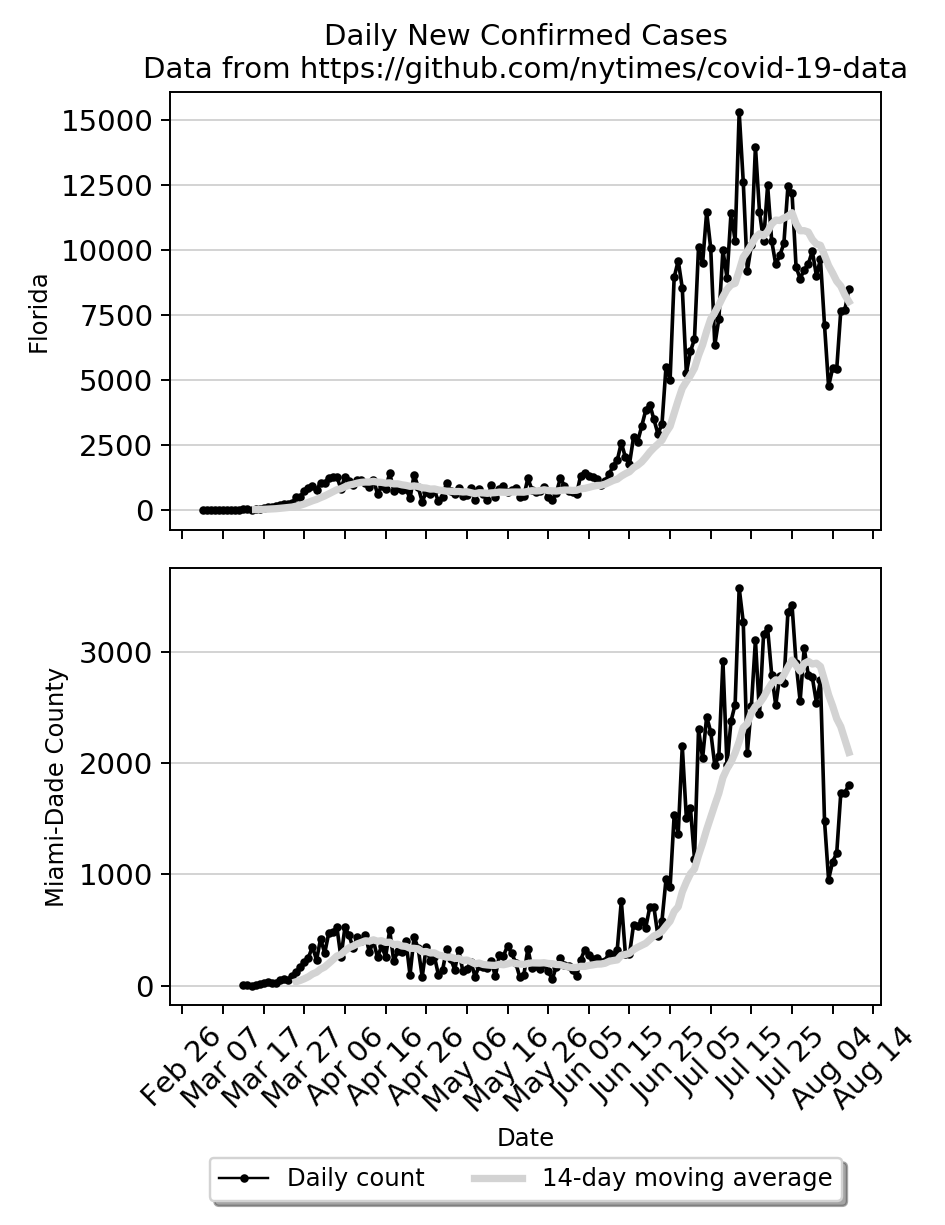 Daily New Confirmed Cases
Data from https://github.com/nytimes/covid-19-data
15000
12500
10000
7500
5000
2500
0
Florida
3000
2000
1000
0
Miami-Dade County
Feb 26
Mar 07
Mar 17
Mar 27
Apr 06
Apr 16
Apr 26
May 06
May 16
May 26
Jun 05
Jun 15
Jun 25
Jul 05
Jul 15
Jul 25
Aug 04
Aug 14
Date
Daily count
14-day moving average